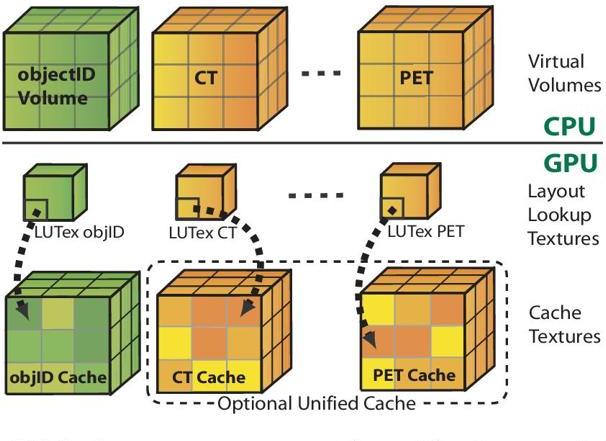 objectID
Volume
CT
PET
Virtual
Volumes
CPU
GPU
LUTex objID
LUTex CT
LUTex PET
Layout
Lookup
Textures
objID Cache
CT Cache
PET Cache
Cache
Textures
Optional Unified Cache